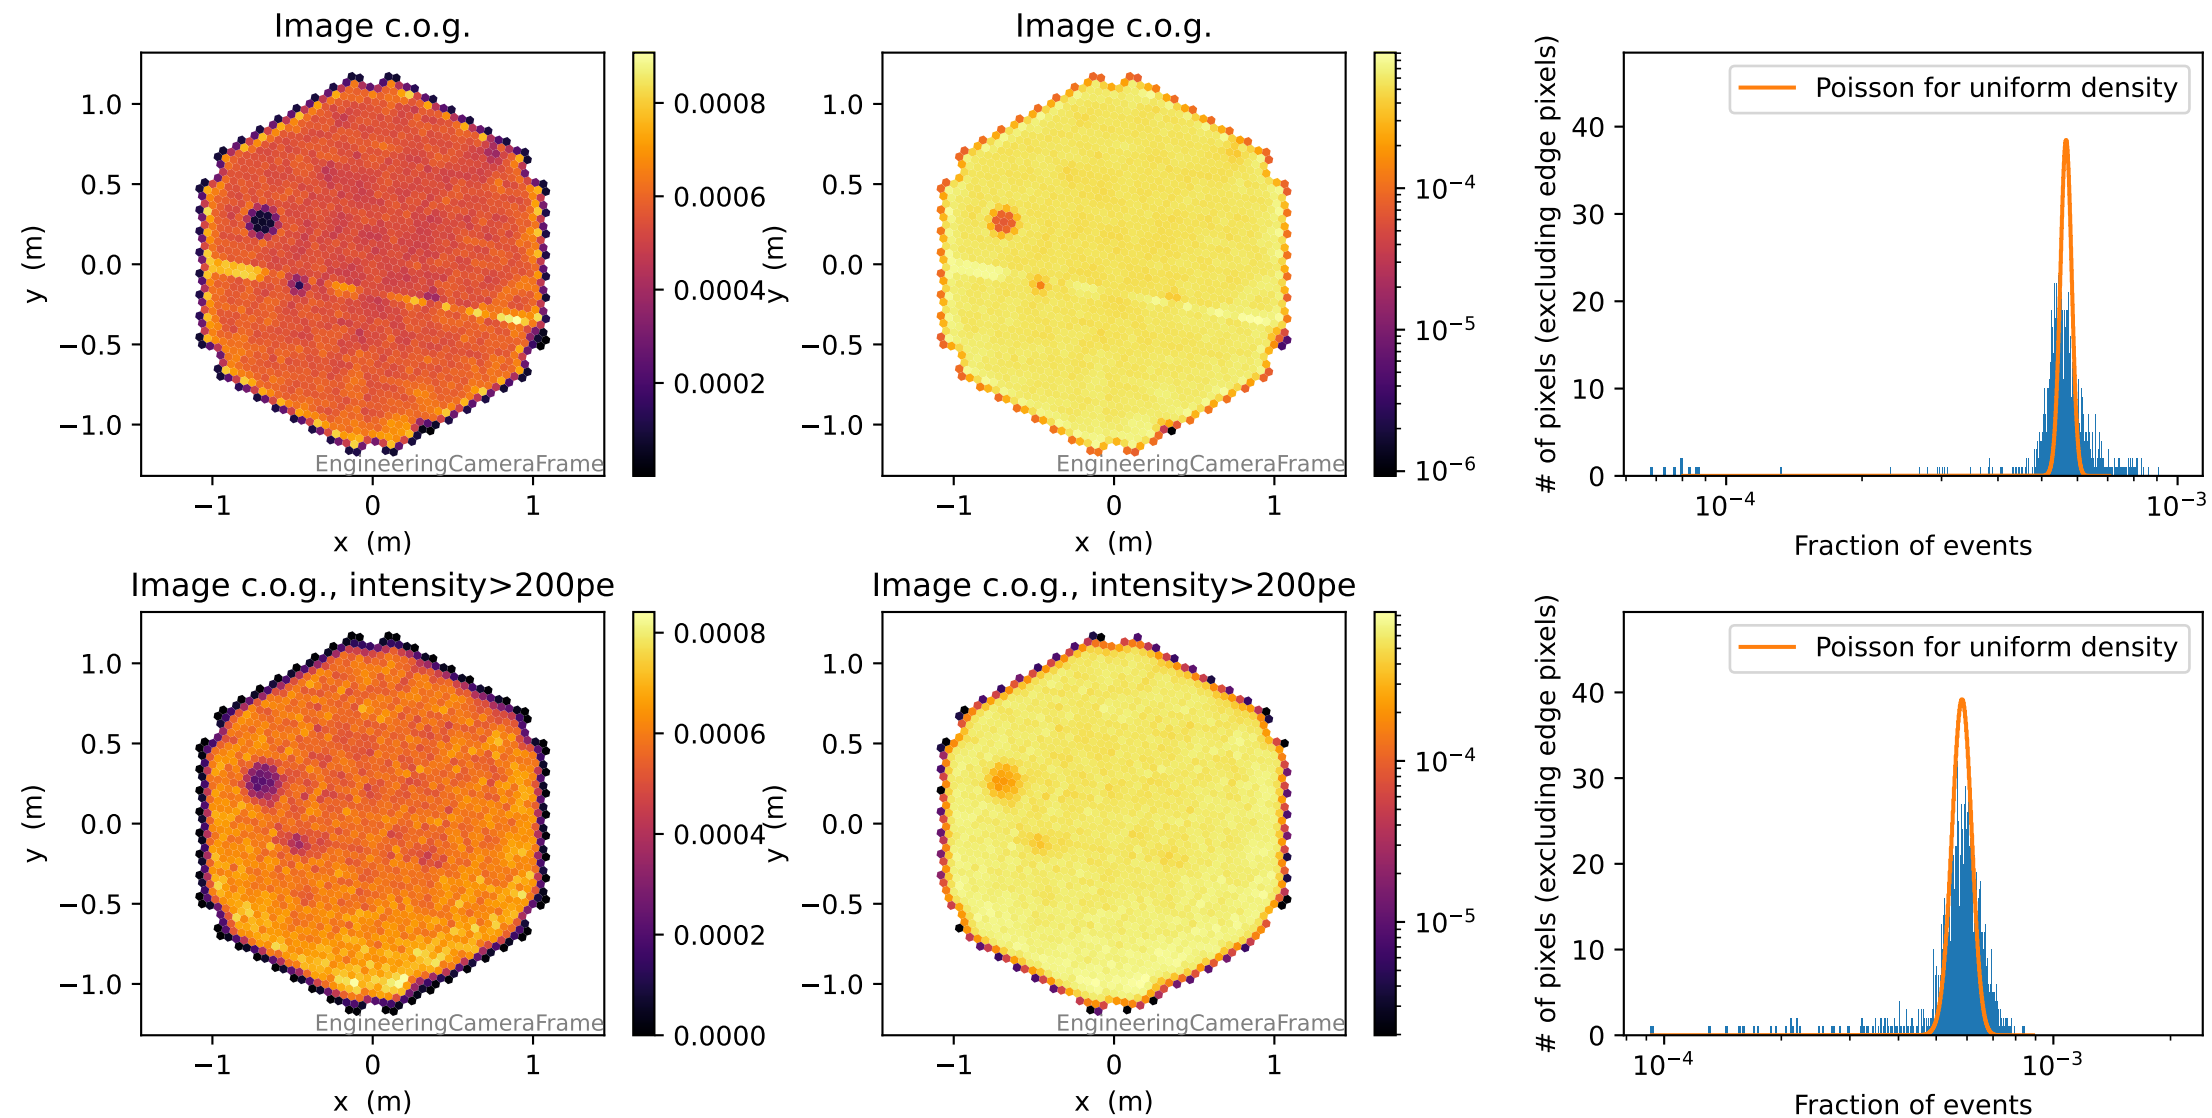 Image c.o.g.
y (m)
1.0
0.5
0.0
−0.5
−1.0
−1
0
1
x (m)
EngineeringCameraFrame
0.0008
0.0006
0.0004
0.0002
Image c.o.g.
y (m)
1.0
0.5
0.0
−0.5
−1.0
−1
0
1
x (m)
EngineeringCameraFrame
10⁻⁴
10⁻⁵
10⁻⁶
# of pixels (excluding edge pixels)
40
30
20
10
0
Poisson for uniform density
10⁻⁴
10⁻³
Fraction of events
Image c.o.g., intensity>200pe
y (m)
1.0
0.5
0.0
−0.5
−1.0
−1
0
1
x (m)
EngineeringCameraFrame
0.0008
0.0006
0.0004
0.0002
0.0000
Image c.o.g., intensity>200pe
y (m)
1.0
0.5
0.0
−0.5
−1.0
−1
0
1
x (m)
EngineeringCameraFrame
10⁻⁴
10⁻⁵
# of pixels (excluding edge pixels)
40
30
20
10
0
Poisson for uniform density
10⁻⁴
10⁻³
Fraction of events